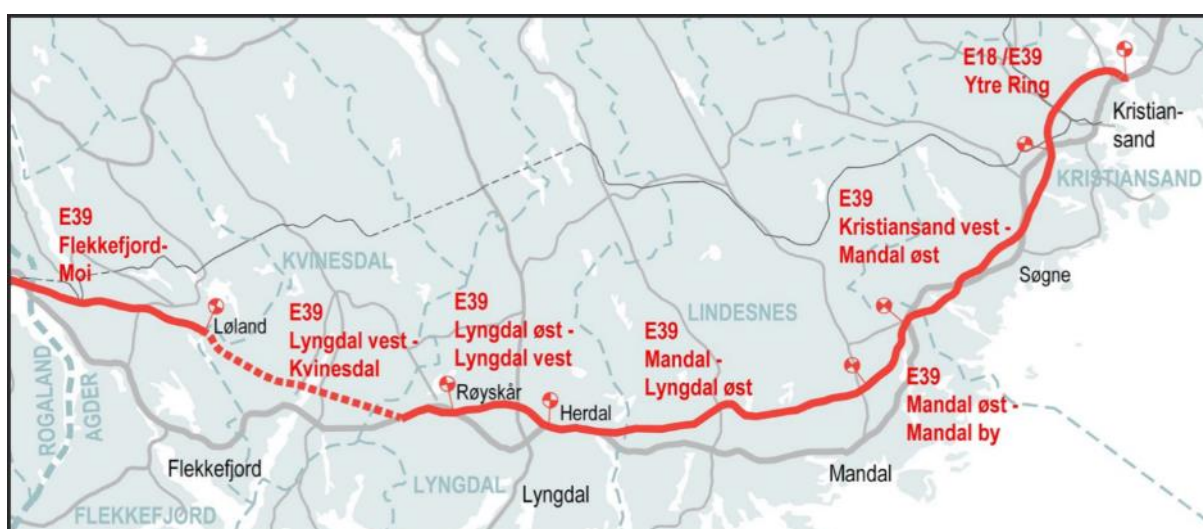 E18 /E39
Ytre Ring
Kristian-
sand
KRISTIANSAND
E39
Kristiansand vest -
Mandal øst
Søgne
E39
Flekkefjord-
Moi
KVINESDAL
Løland
E39
Lyngdal vest -
Kvinesdal
E39
Lyngdal øst -
Lyngdal vest
Røyskår
Herdal
LINDESNES
E39
Mandal -
Lyngdal øst
E39
Mandal øst -
Mandal by
ROGALAND
AGDER
Flekkefjord
FLEKKEFJORD
LYNGDAL
Lyngdal
Mandal